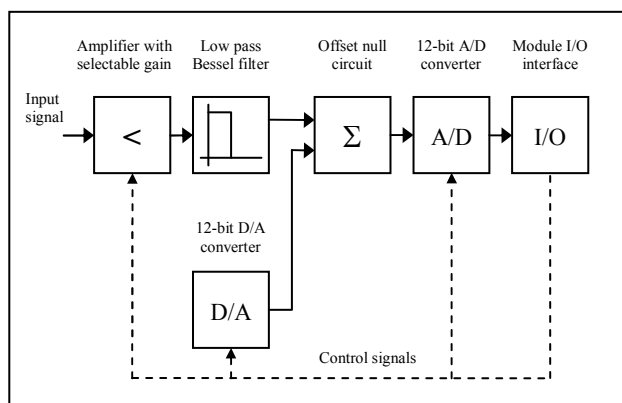 Amplifier with
selectable gain
Low pass
Bessel filter
Offset null
circuit
12-bit A/D
converter
Module I/O
interface
Input
signal
<
Σ
A/D
I/O
12-bit D/A
converter
D/A
Control signals